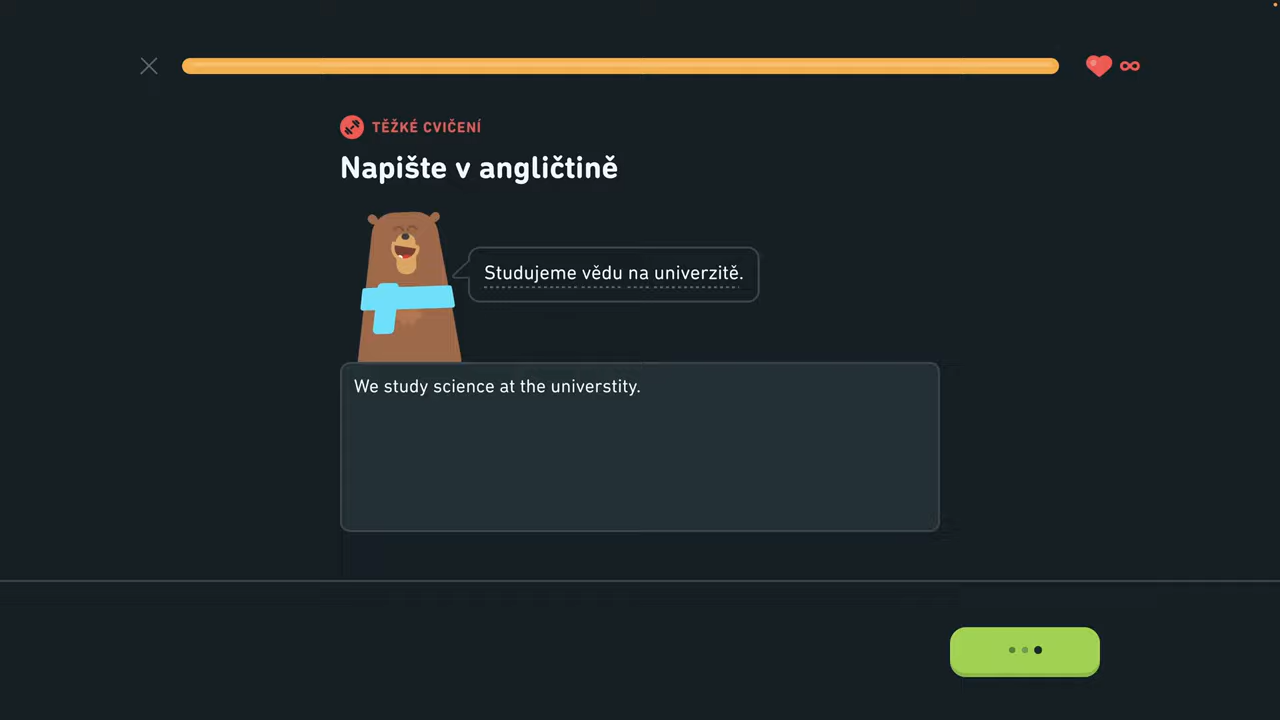 TĚŽKÉ CVIČENÍ
Napište v angličtině
Studujeme vědu na univerzitě.
We study science at the universtity.